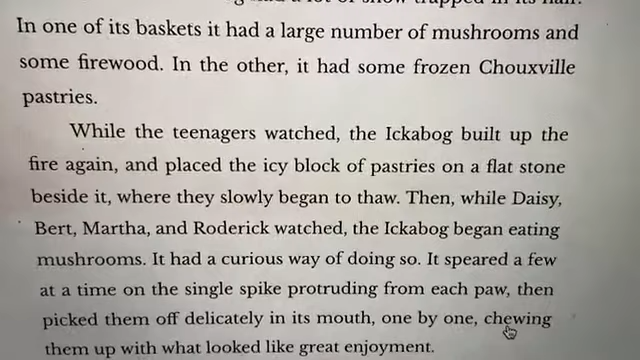 In one of its baskets it had a large number of mushrooms and
some firewood. In the other, it had some frozen Chouxville
pastries.
While the teenagers watched, the Ickabog built up the
fire again, and placed the icy block of pastries on a flat stone
beside it, where they slowly began to thaw. Then, while Daisy,
Bert, Martha, and Roderick watched, the Ickabog began eating
mushrooms. It had a curious way of doing so. It speared a few
at a time on the single spike protruding from each paw, then
picked them off delicately in its mouth, one by one, chewing
them up with what looked like great enjoyment.